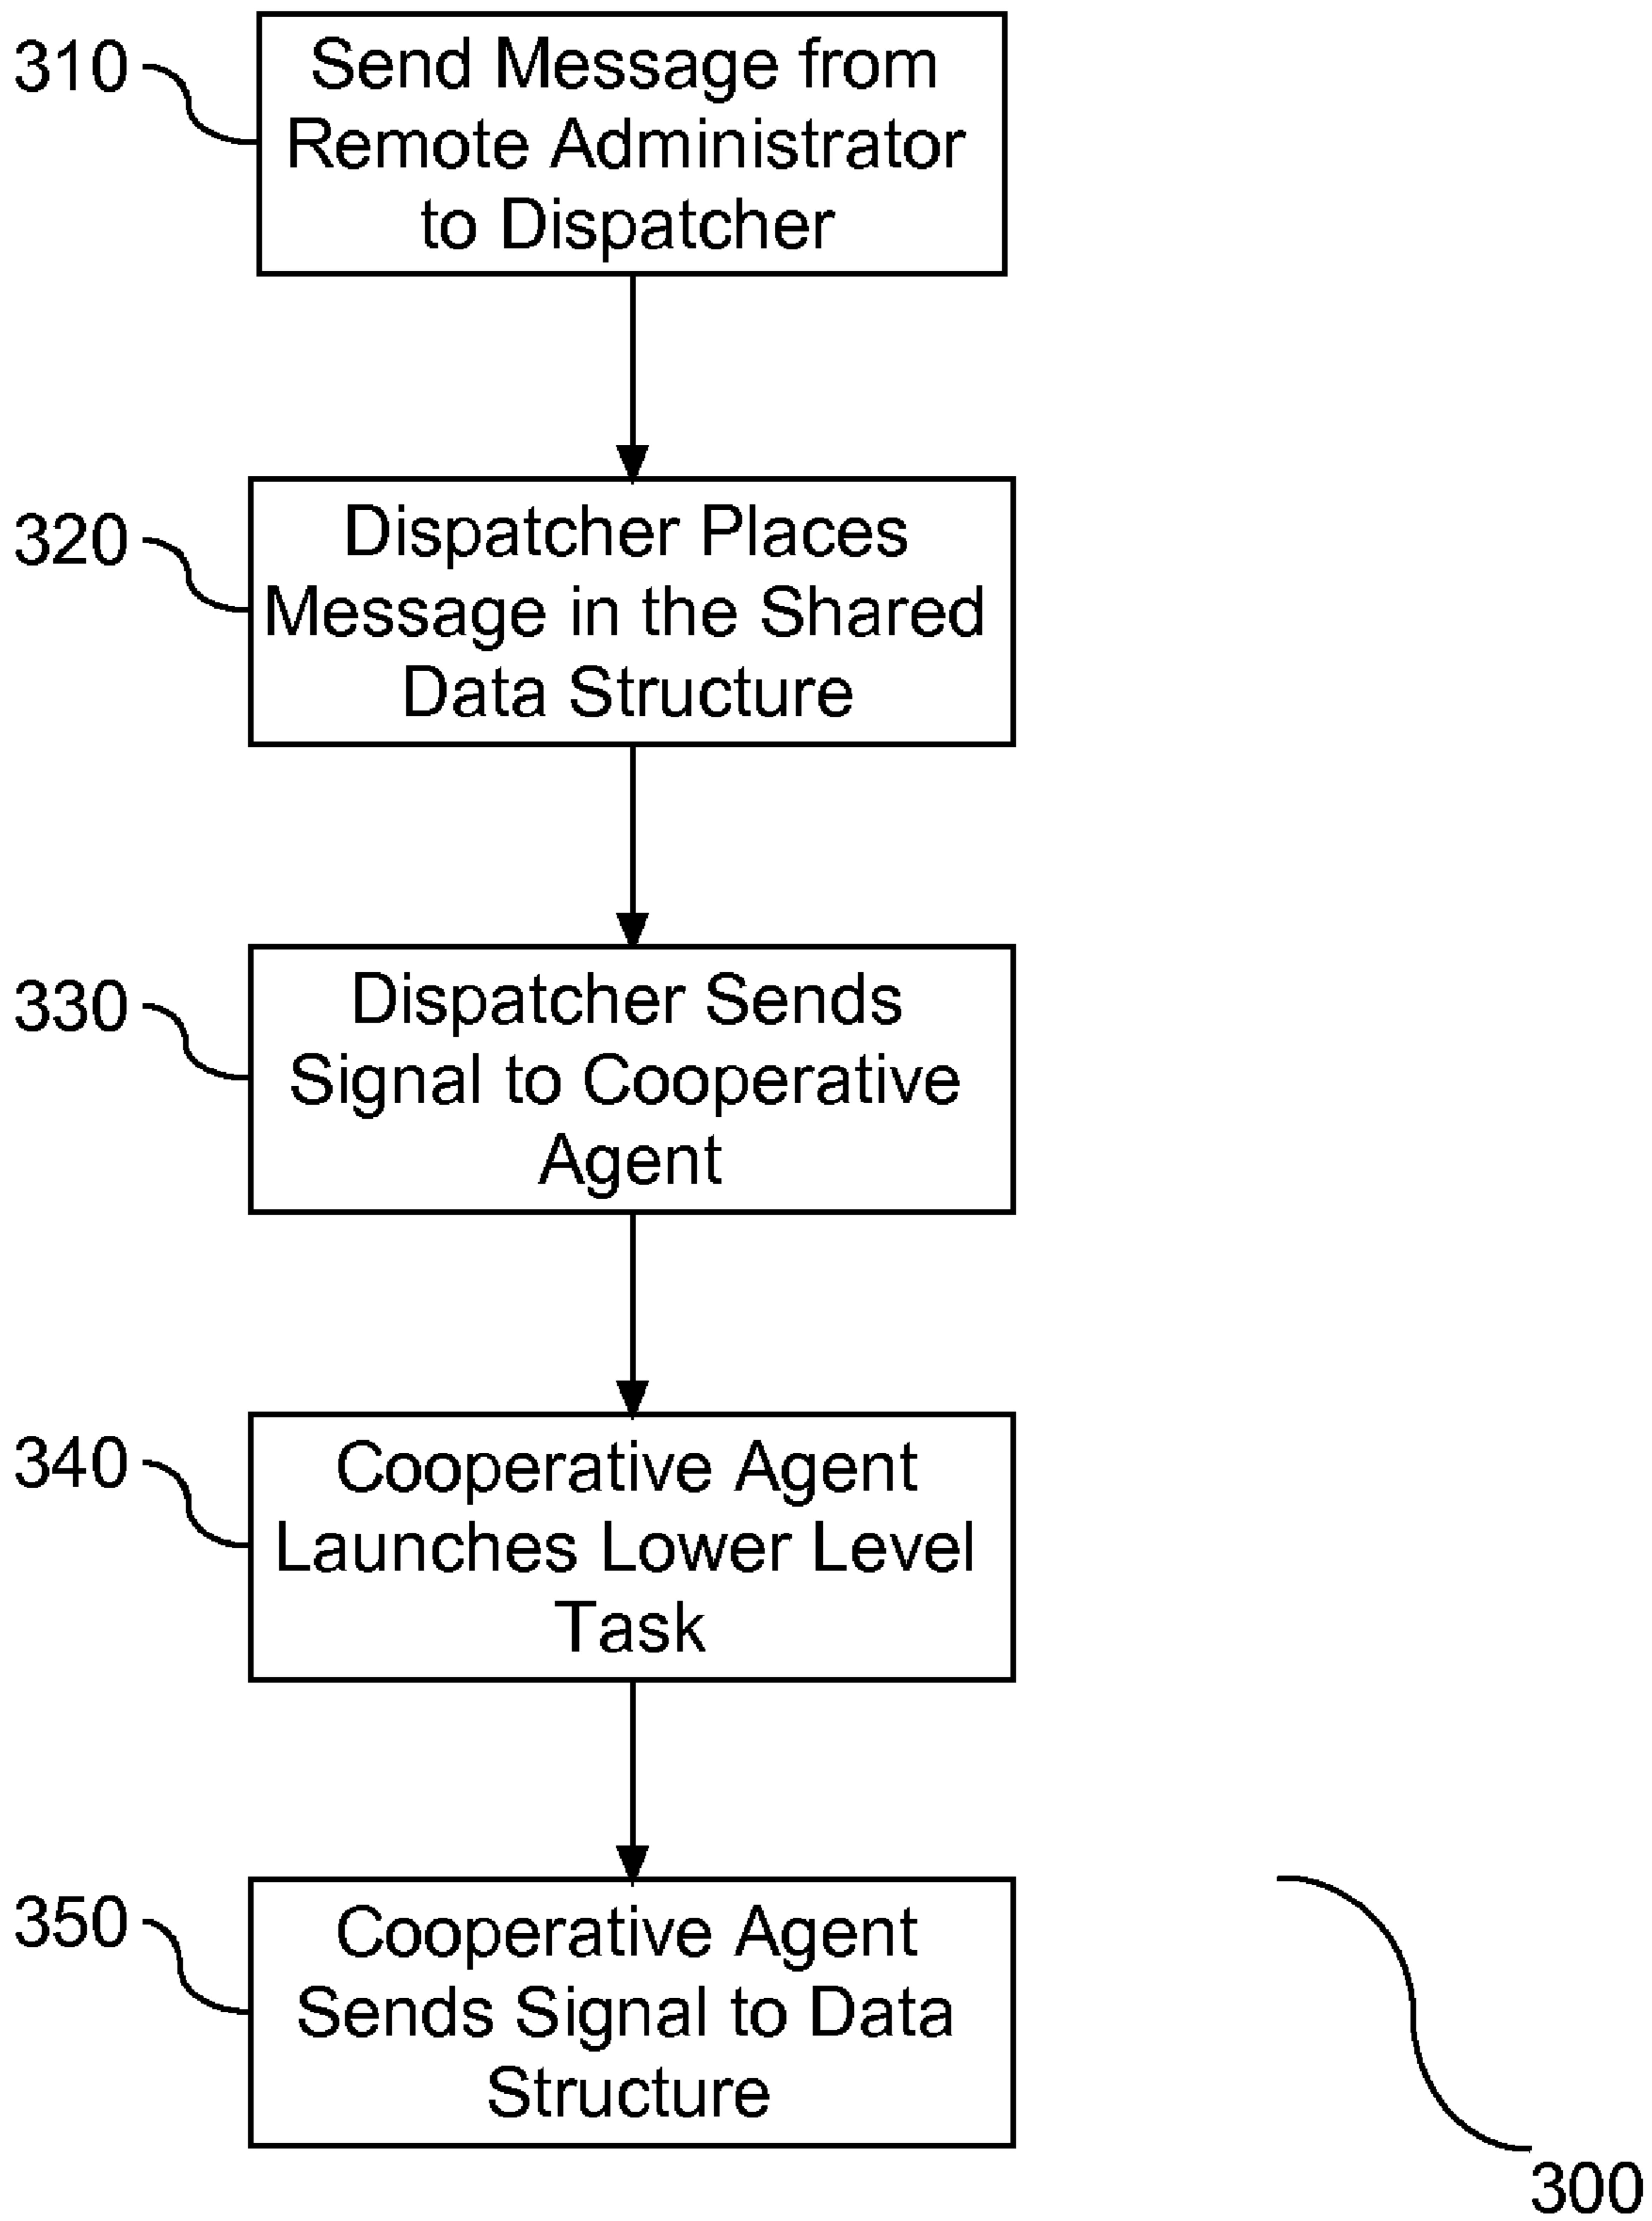 310
Send Message from
Remote Administrator
to Dispatcher
320
Dispatcher Places
Message in the Shared
Data Structure
330
Dispatcher Sends
Signal to Cooperative
Agent
340
Cooperative Agent
Launches Lower Level
Task
350
Cooperative Agent
Sends Signal to Data
Structure
300